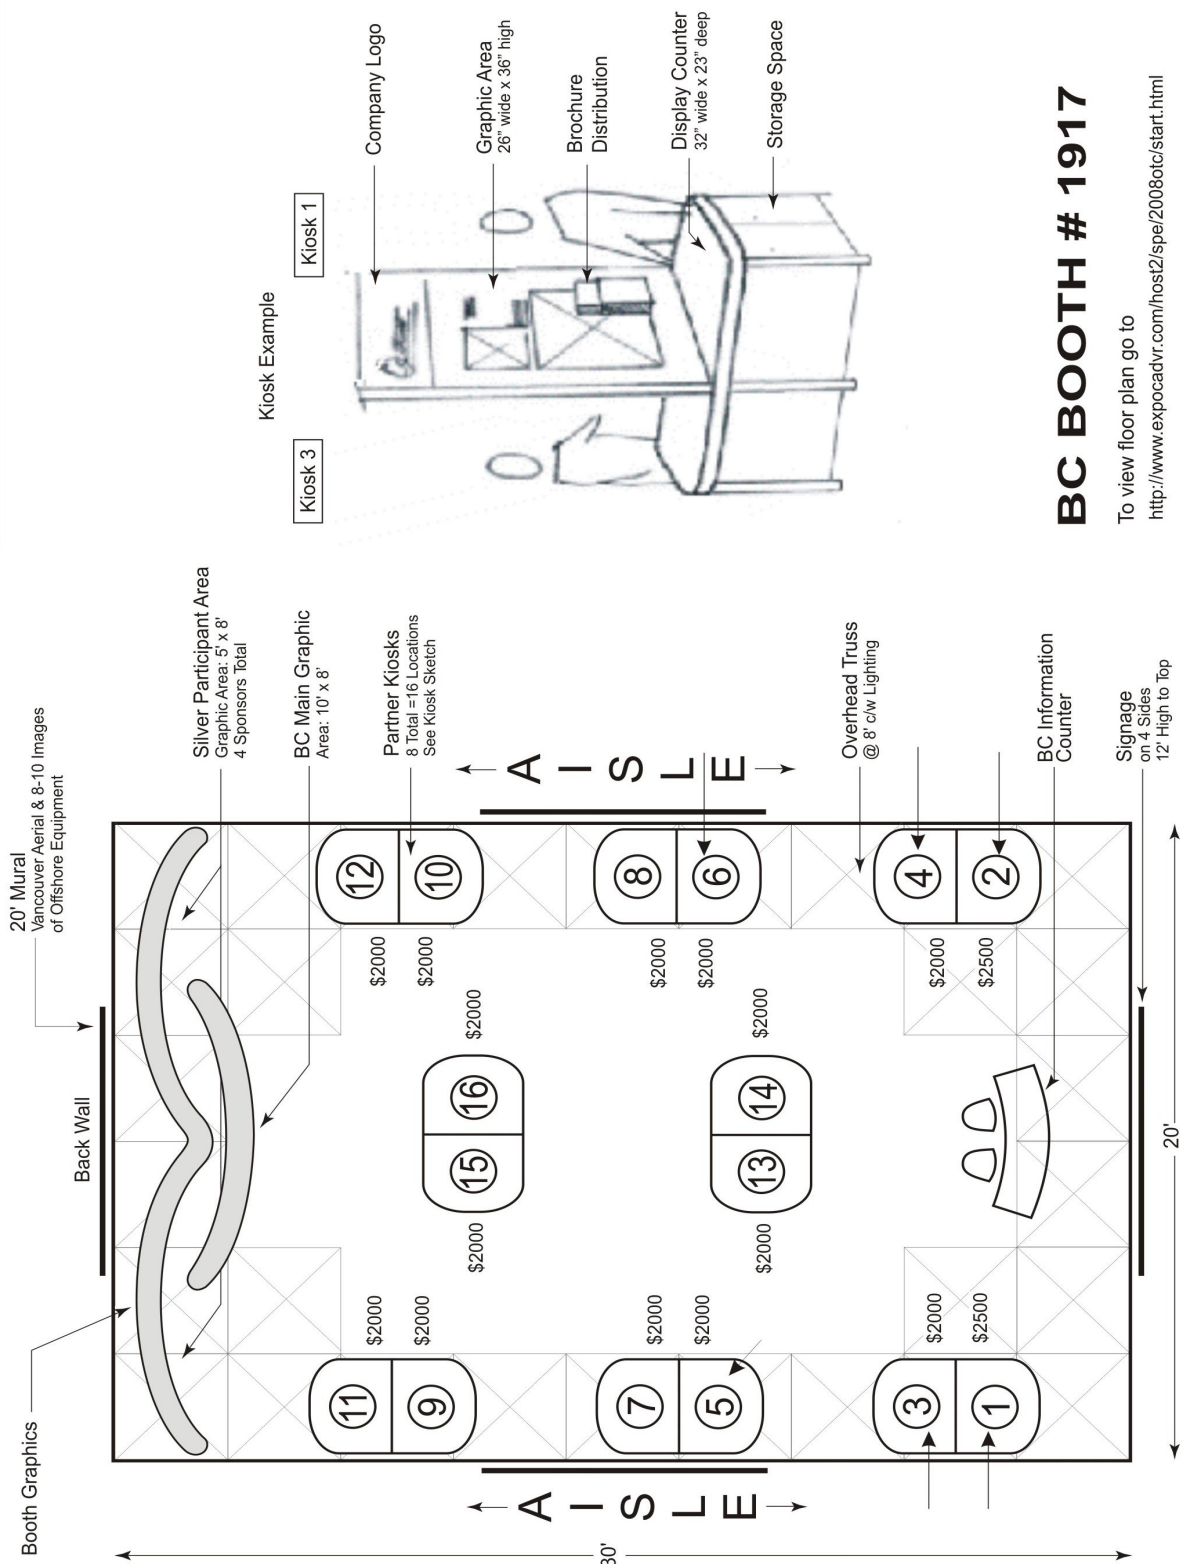 Booth Graphics
20' Mural
Vancouver Aerial & 8-10 Images
of Offshore Equipment
Back Wall
Silver Participant Area
Graphic Area: 5' x 8'
4 Sponsors Total
BC Main Graphic
Area: 10' x 8'
Partner Kiosks
8 Total =16 Locations
See Kiosk Sketch
Overhead Truss
@ 8' c/w Lighting
BC Information
Counter
Signage
on 4 Sides
12' High to Top
AISLE
AISLE
30'
20'
11
$2000
9
$2000
7
$2000
5
$2000
3
$2000
1
$2500
12
$2000
10
$2000
8
$2000
6
$2000
4
$2000
2
$2500
$2000
15
16
$2000
$2000
13
14
$2000
Kiosk Example
Kiosk 3
Kiosk 1
Company Logo
Graphic Area
26" wide x 36" high
Brochure
Distribution
Display Counter
32" wide x 23" deep
Storage Space
BC BOOTH # 1917
To view floor plan go to
http://www.expocadvr.com/host2/spe/2008otc/start.html